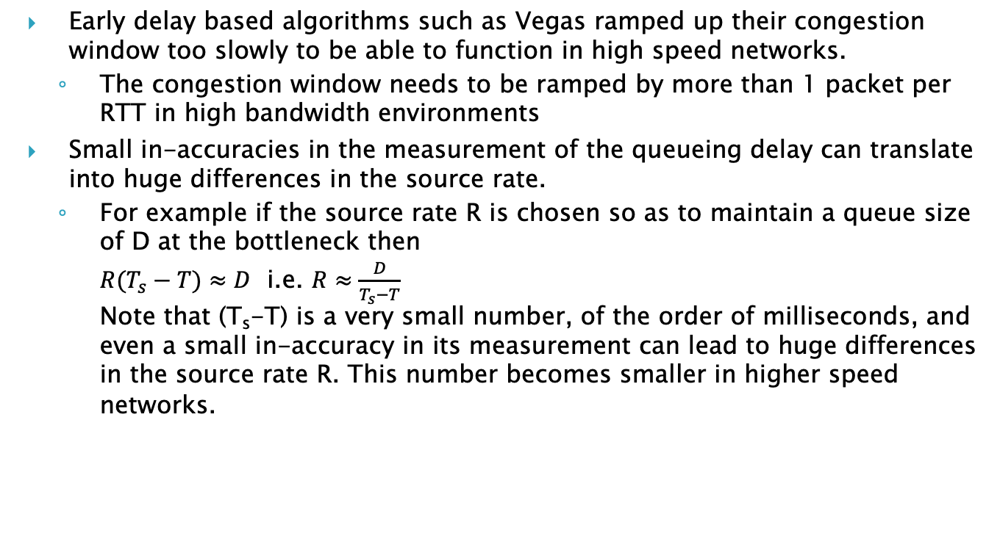 Early delay based algorithms such as Vegas ramped up their congestion
window too slowly to be able to function in high speed networks.
The congestion window needs to be ramped by more than 1 packet per
RTT in high bandwidth environments
Small in-accuracies in the measurement of the queueing delay can translate
into huge differences in the source rate.
For example if the source rate R is chosen so as to maintain a queue size
of D at the bottleneck then
R(Tₛ − T) ≈ D i.e. R ≈ D/(Tₛ−T)
Note that (Tₛ-T) is a very small number, of the order of milliseconds, and
even a small in-accuracy in its measurement can lead to huge differences
in the source rate R. This number becomes smaller in higher speed
networks.